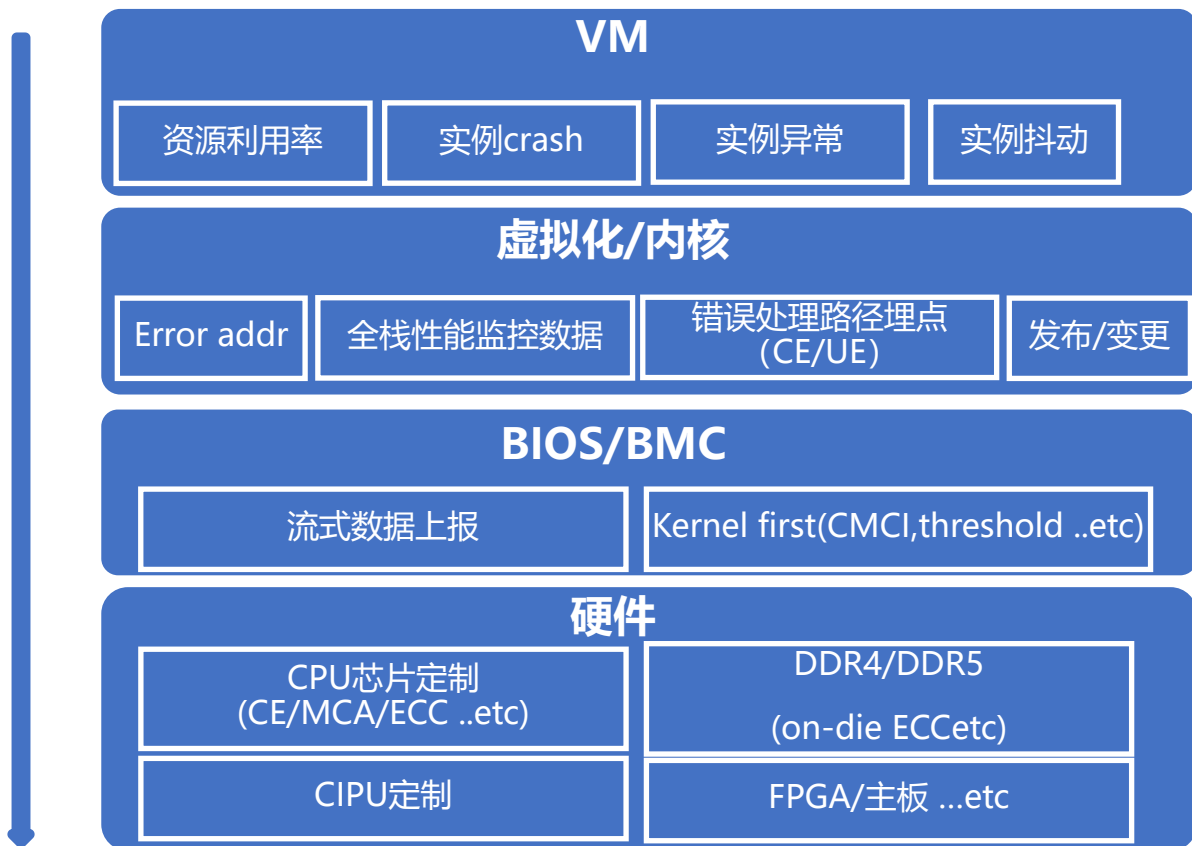 VM
资源利用率
实例crash
实例异常
实例抖动
虚拟化/内核
Error addr
全栈性能监控数据
错误处理路径埋点
（CE/UE）
发布/变更
BIOS/BMC
流式数据上报
Kernel first(CMCI,threshold ..etc)
硬件
CPU芯片定制
(CE/MCA/ECC ..etc)
DDR4/DDR5
(on-die ECCetc)
CIPU定制
FPGA/主板 ...etc